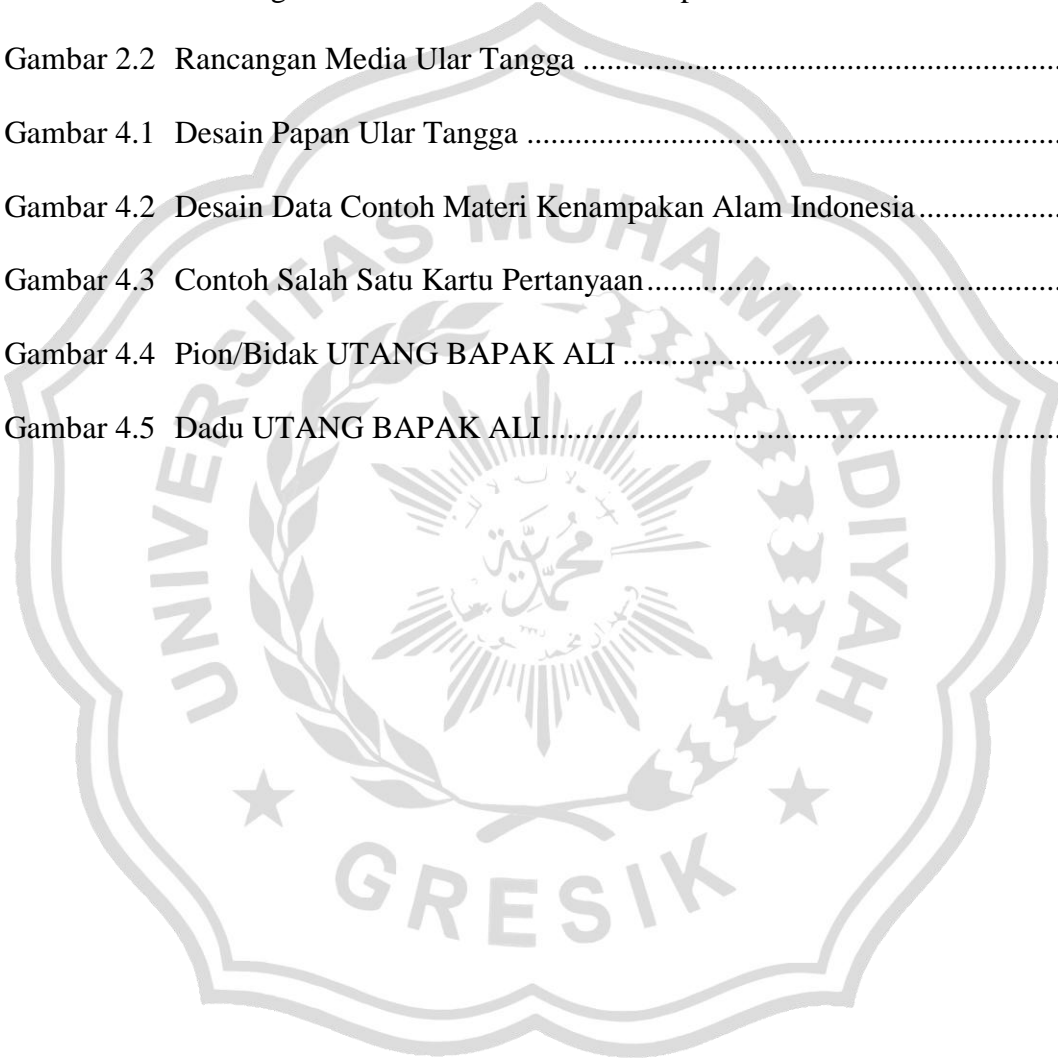 Gambar 2.2 Rancangan Media Ular Tangga ............................................................
Gambar 4.1 Desain Papan Ular Tangga ...................................................................
Gambar 4.2 Desain Data Contoh Materi Kenampakan Alam Indonesia..................
Gambar 4.3 Contoh Salah Satu Kartu Pertanyaan....................................................
Gambar 4.4 Pion/Bidak UTANG BAPAK ALI .......................................................
Gambar 4.5 Dadu UTANG BAPAK ALI.................................................................
UNIVERSITAS MUHAMMADIYAH
GRESIK
محمدية